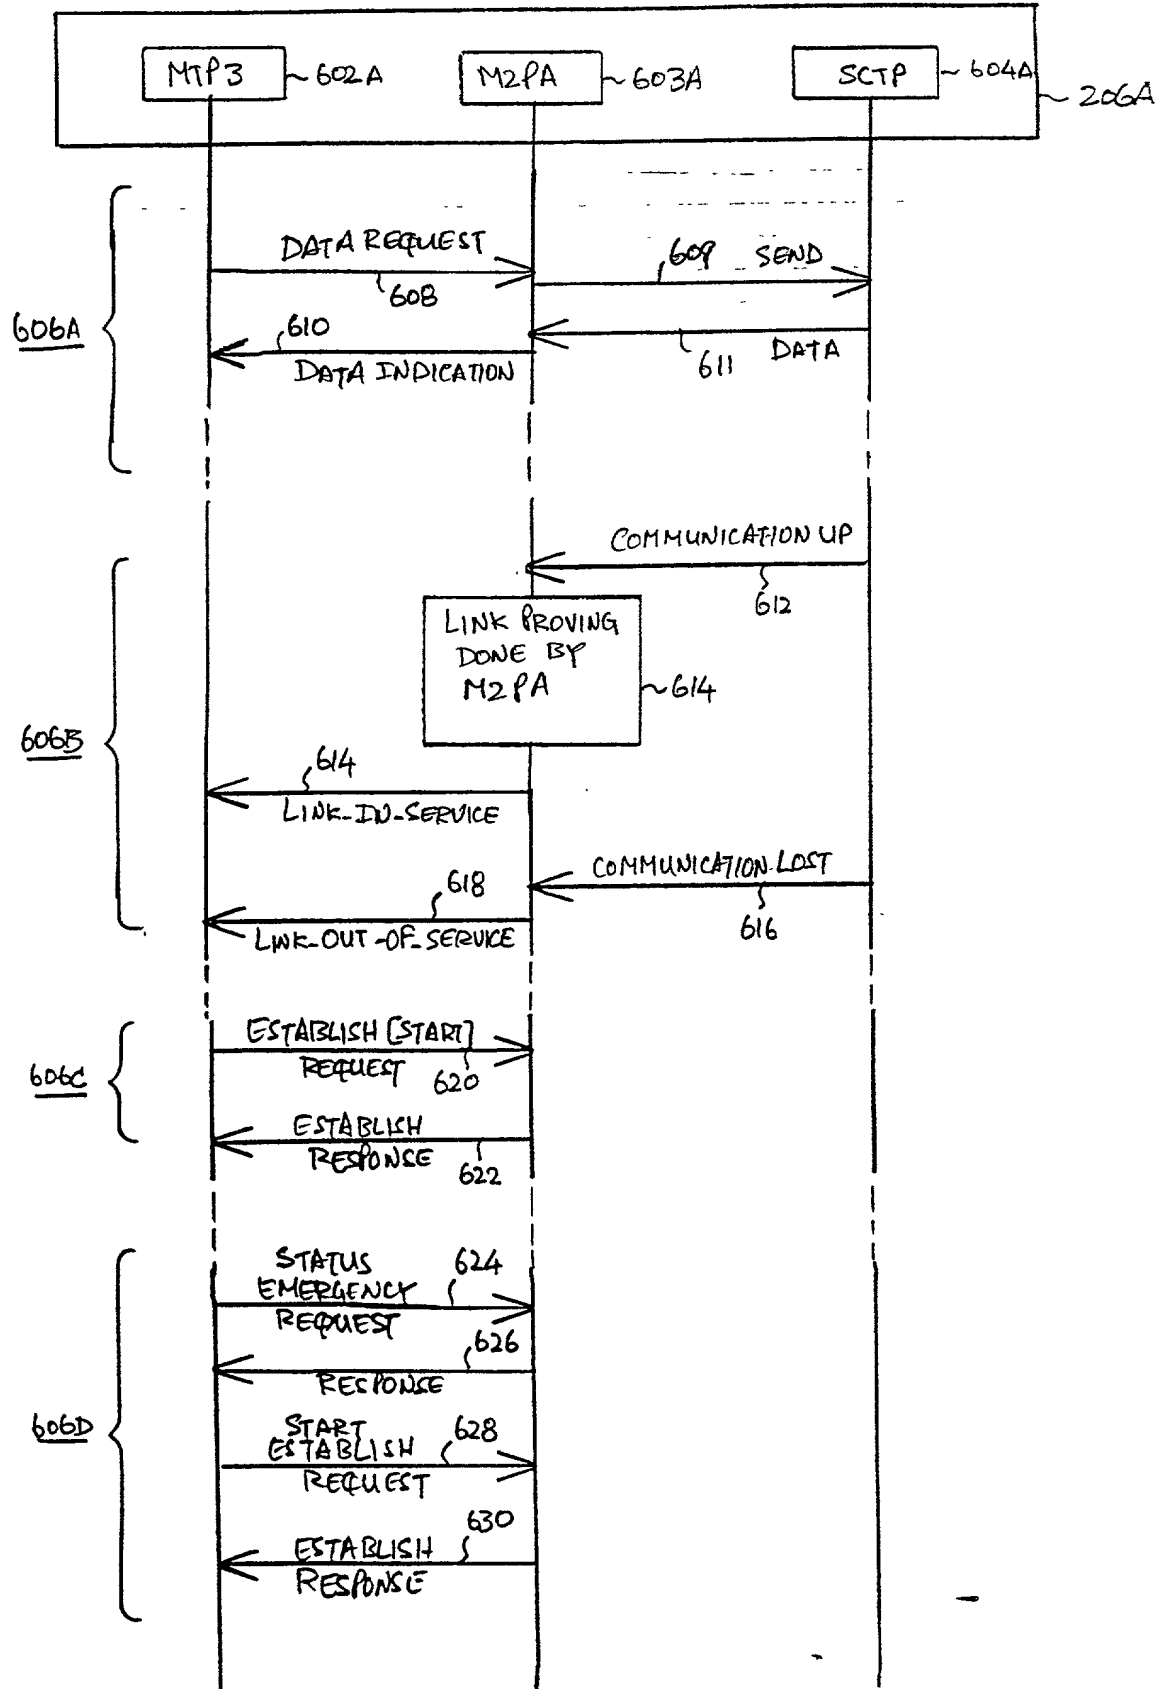 MTP3
602A
M2PA
603A
SCTP
604A
206A
DATA REQUEST
608
609
SEND
606A
610
DATA INDICATION
611
DATA
COMMUNICATION UP
612
LINK PROVING
DONE BY
M2PA
614
606B
614
LINK_IN_SERVICE
COMMUNICATION-LOST
616
618
LINK-OUT-OF-SERVICE
606C
ESTABLISH [START]
REQUEST
620
ESTABLISH
RESPONSE
622
606D
STATUS
EMERGENCY
REQUEST
624
626
RESPONSE
START
ESTABLISH
REQUEST
628
630
ESTABLISH
RESPONSE